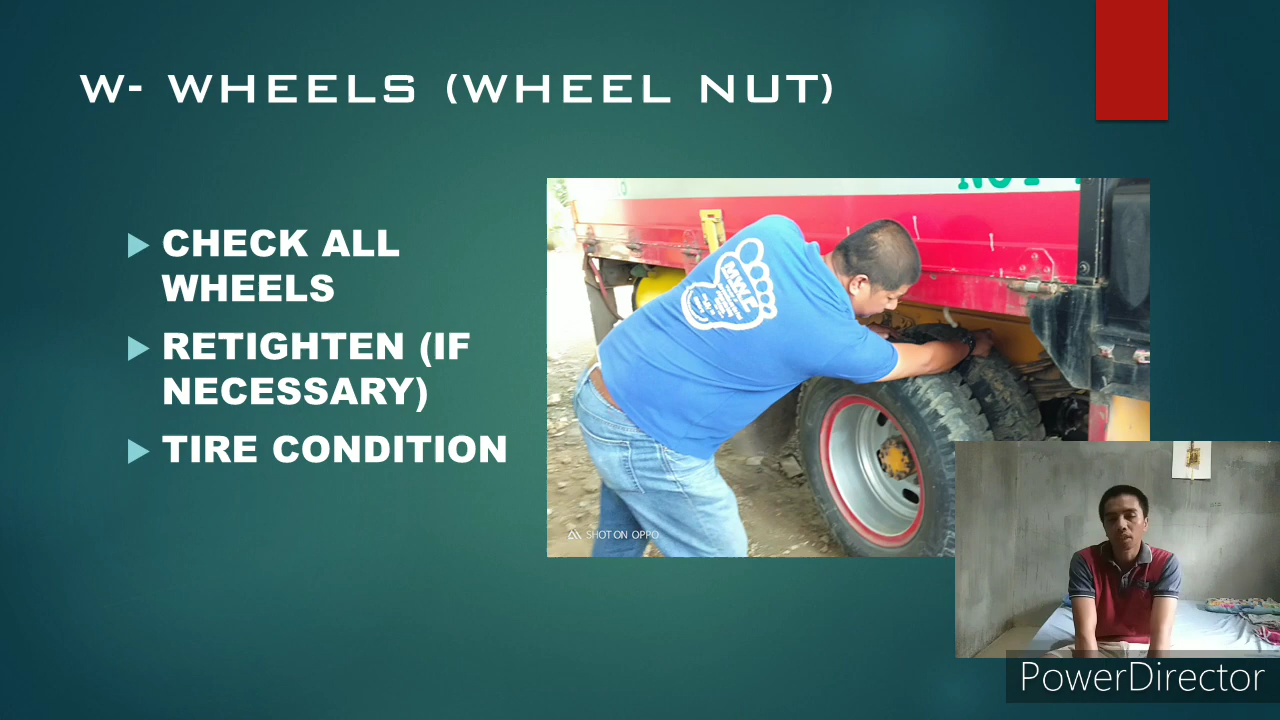 W- WHEELS (WHEEL NUT)
CHECK ALL
WHEELS
RETIGHTEN (IF
NECESSARY)
TIRE CONDITION
M.W.F.
SHOT ON OPPO
PowerDirector